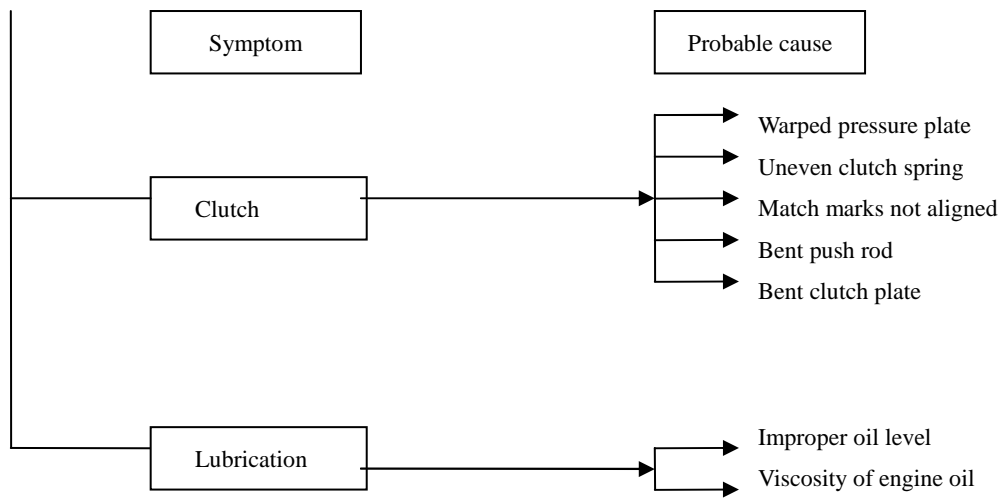 Symptom
Probable cause
Clutch
Warped pressure plate
Uneven clutch spring
Match marks not aligned
Bent push rod
Bent clutch plate
Lubrication
Improper oil level
Viscosity of engine oil